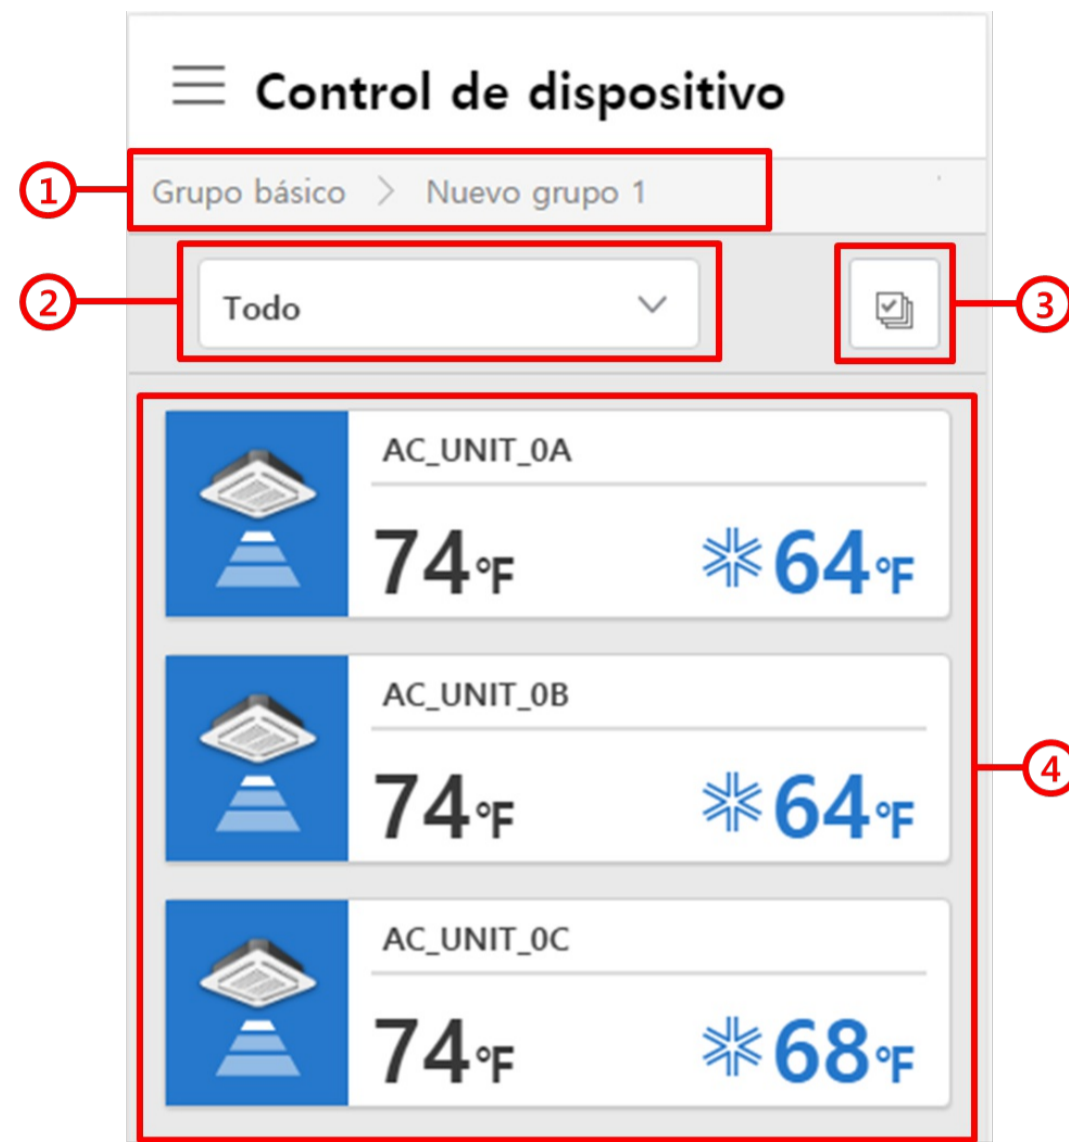 Control de dispositivo
1 Grupo básico > Nuevo grupo 1
2 Todo 3
AC_UNIT_0A
74°F 64°F
AC_UNIT_0B
74°F 64°F
4
AC_UNIT_0C
74°F 68°F